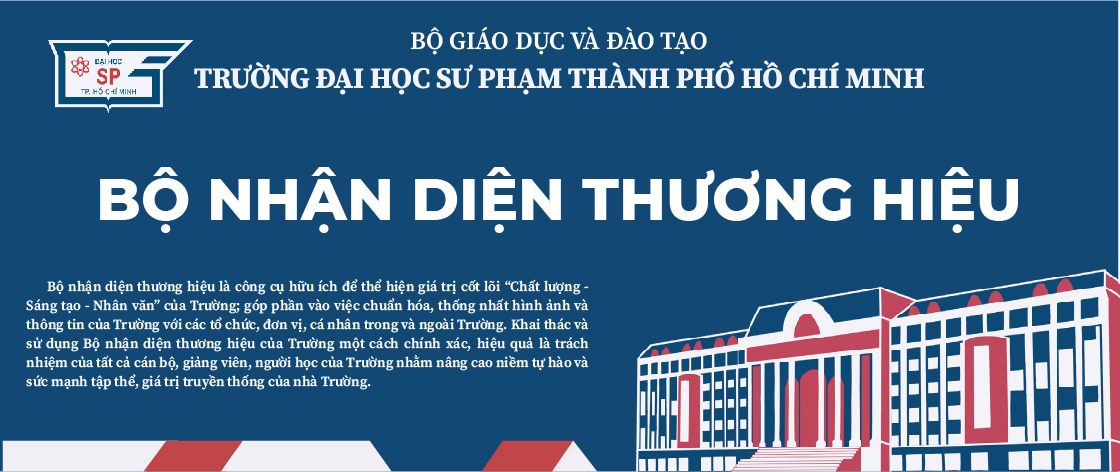 BỘ GIÁO DỤC VÀ ĐÀO TẠO
TRƯỜNG ĐẠI HỌC SƯ PHẠM THÀNH PHỐ HỒ CHÍ MINH
ĐẠI HỌC
SP
TP. HỒ CHÍ MINH
BỘ NHẬN DIỆN THƯƠNG HIỆU
Bộ nhận diện thương hiệu là công cụ hữu ích để thể hiện giá trị cốt lõi “Chất lượng -
Sáng tạo - Nhân văn” của Trường; góp phần vào việc chuẩn hóa, thống nhất hình ảnh và
thông tin của Trường với các tổ chức, đơn vị, cá nhân trong và ngoài Trường. Khai thác và
sử dụng Bộ nhận diện thương hiệu của Trường một cách chính xác, hiệu quả là trách
nhiệm của tất cả cán bộ, giảng viên, người học của Trường nhằm nâng cao niềm tự hào và
sức mạnh tập thể, giá trị truyền thống của nhà Trường.